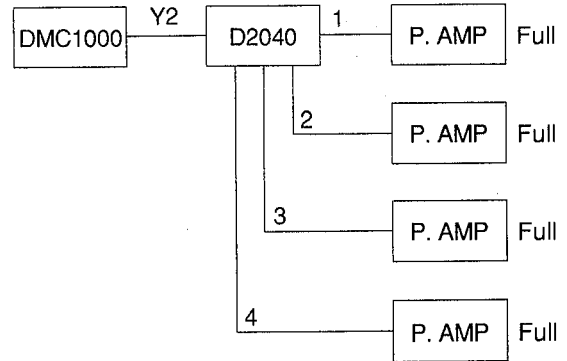 DMC1000 Y2 D2040 1 P. AMP Full
2 P. AMP Full
3 P. AMP Full
4 P. AMP Full